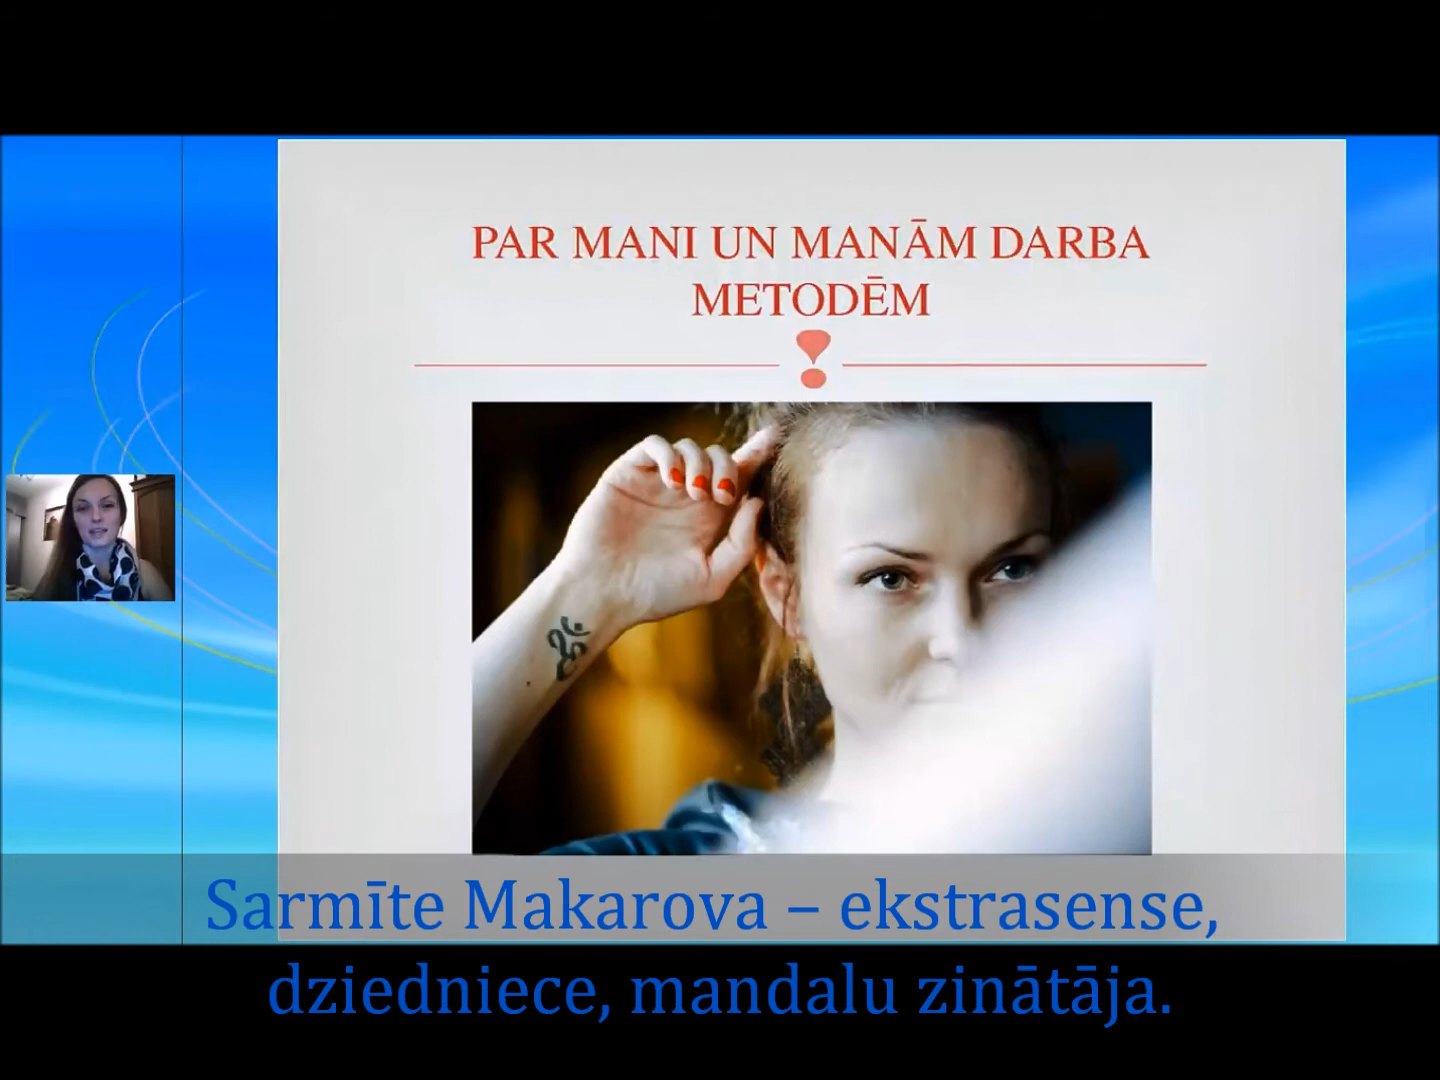 PAR MANI UN MANĀM DARBA
METODĒM
Sarmīte Makarova – ekstrasense,
dziedniece, mandalu zinātāja.